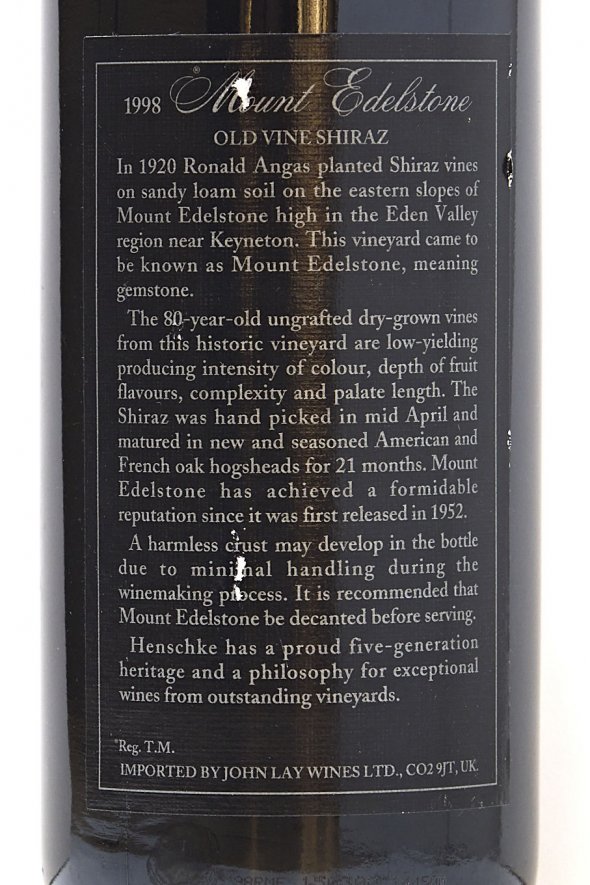 1998 ® Mount Edelstone
OLD VINE SHIRAZ
In 1920 Ronald Angas planted Shiraz vines
on sandy loam soil on the eastern slopes of
Mount Edelstone high in the Eden Valley
region near Keyneton. This vineyard came to
be known as Mount Edelstone, meaning
gemstone.
The 80-year-old ungrafted dry-grown vines
from this historic vineyard are low-yielding
producing intensity of colour, depth of fruit
flavours, complexity and palate length. The
Shiraz was hand picked in mid April and
matured in new and seasoned American and
French oak hogsheads for 21 months. Mount
Edelstone has achieved a formidable
reputation since it was first released in 1952.
A harmless crust may develop in the bottle
due to minimal handling during the
winemaking process. It is recommended that
Mount Edelstone be decanted before serving.
Henschke has a proud five-generation
heritage and a philosophy for exceptional
wines from outstanding vineyards.
®Reg. T.M.
IMPORTED BY JOHN LAY WINES LTD., CO2 9JT, UK.